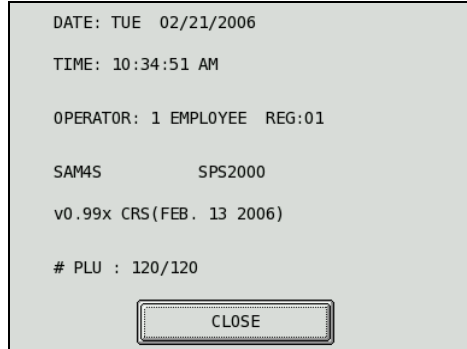 DATE: TUE 02/21/2006
TIME: 10:34:51 AM
OPERATOR: 1 EMPLOYEE REG:01
SAM4S SPS2000
v0.99x CRS(FEB. 13 2006)
# PLU : 120/120
CLOSE